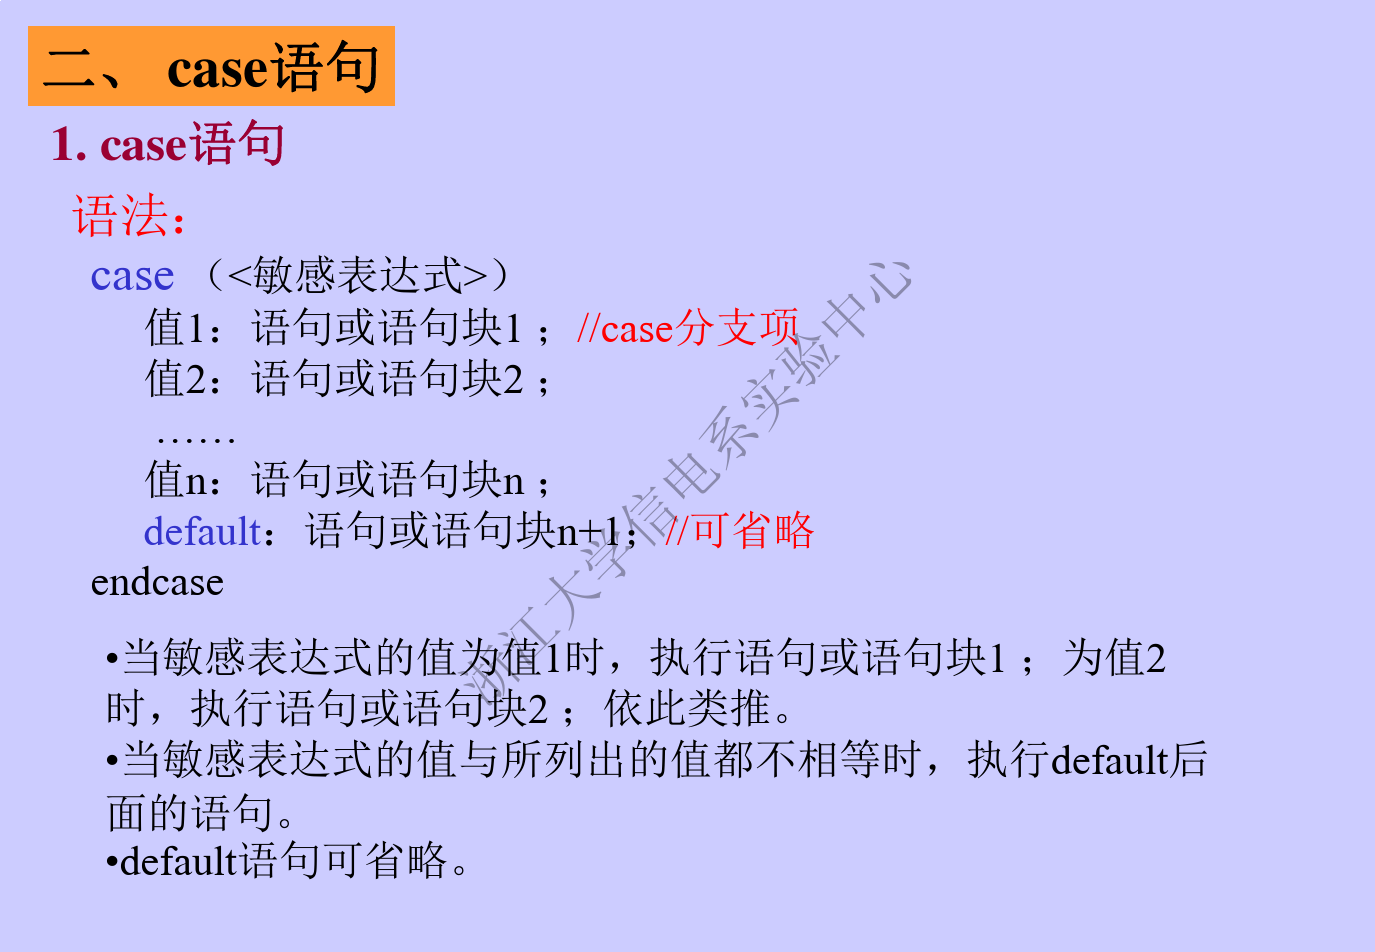 二、 case语句
1. case语句
语法：
case （<敏感表达式>）
值1：语句或语句块1 ；//case分支项
值2：语句或语句块2 ；
……
值n：语句或语句块n ；
default：语句或语句块n+1；//可省略
endcase
•当敏感表达式的值为值1时，执行语句或语句块1 ；为值2
时，执行语句或语句块2 ；依此类推。
•当敏感表达式的值与所列出的值都不相等时，执行default后
面的语句。
•default语句可省略。
浙江大学信电系实验中心